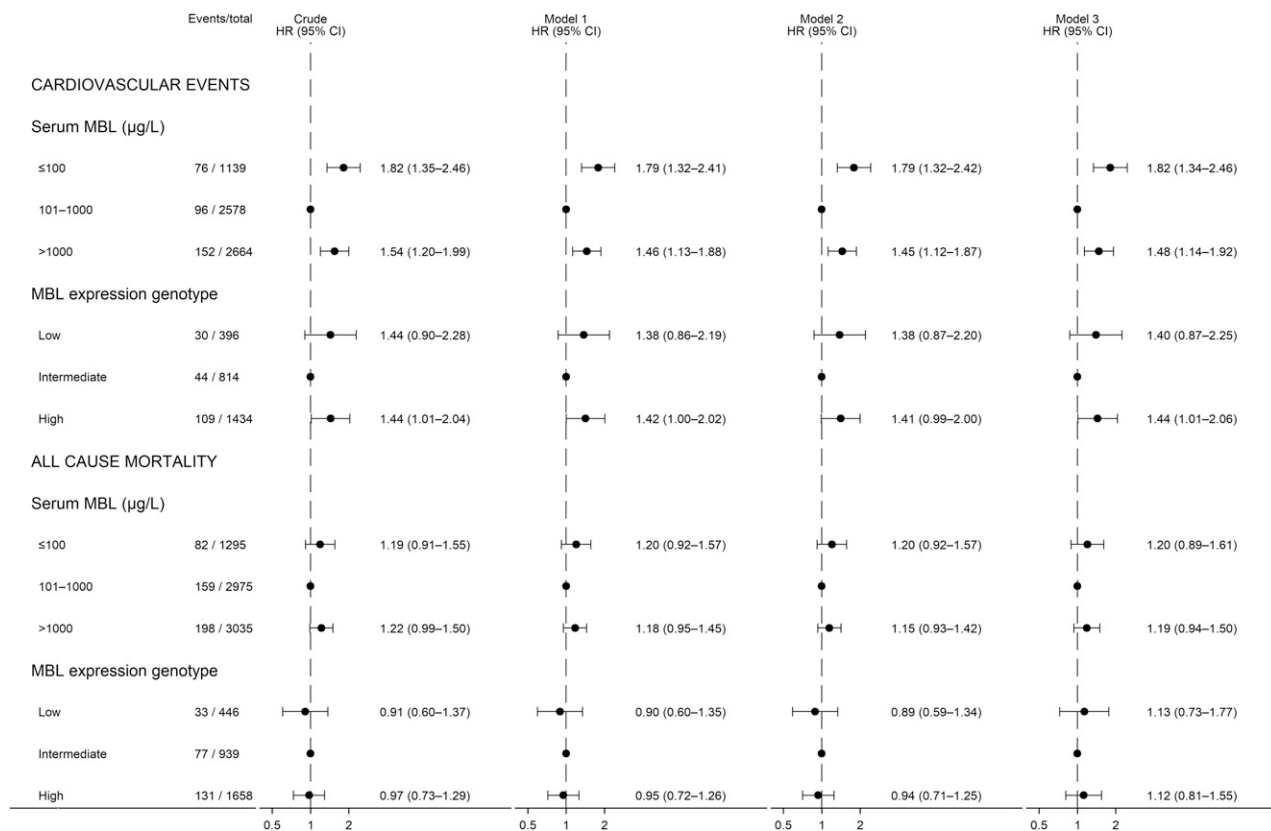 Events/total Crude Model 1 Model 2 Model 3
HR (95% CI) HR (95% CI) HR (95% CI) HR (95% CI)
CARDIOVASCULAR EVENTS
Serum MBL (µg/L)
≤100 76 / 1139 1.82 (1.35–2.46) 1.79 (1.32–2.41) 1.79 (1.32–2.42) 1.82 (1.34–2.46)
101–1000 96 / 2578
>1000 152 / 2664 1.54 (1.20–1.99) 1.46 (1.13–1.88) 1.45 (1.12–1.87) 1.48 (1.14–1.92)
MBL expression genotype
Low 30 / 396 1.44 (0.90–2.28) 1.38 (0.86–2.19) 1.38 (0.87–2.20) 1.40 (0.87–2.25)
Intermediate 44 / 814
High 109 / 1434 1.44 (1.01–2.04) 1.42 (1.00–2.02) 1.41 (0.99–2.00) 1.44 (1.01–2.06)
ALL CAUSE MORTALITY
Serum MBL (µg/L)
≤100 82 / 1295 1.19 (0.91–1.55) 1.20 (0.92–1.57) 1.20 (0.92–1.57) 1.20 (0.89–1.61)
101–1000 159 / 2975
>1000 198 / 3035 1.22 (0.99–1.50) 1.18 (0.95–1.45) 1.15 (0.93–1.42) 1.19 (0.94–1.50)
MBL expression genotype
Low 33 / 446 0.91 (0.60–1.37) 0.90 (0.60–1.35) 0.89 (0.59–1.34) 1.13 (0.73–1.77)
Intermediate 77 / 939
High 131 / 1658 0.97 (0.73–1.29) 0.95 (0.72–1.26) 0.94 (0.71–1.25) 1.12 (0.81–1.55)
0.5 1 2 0.5 1 2 0.5 1 2 0.5 1 2